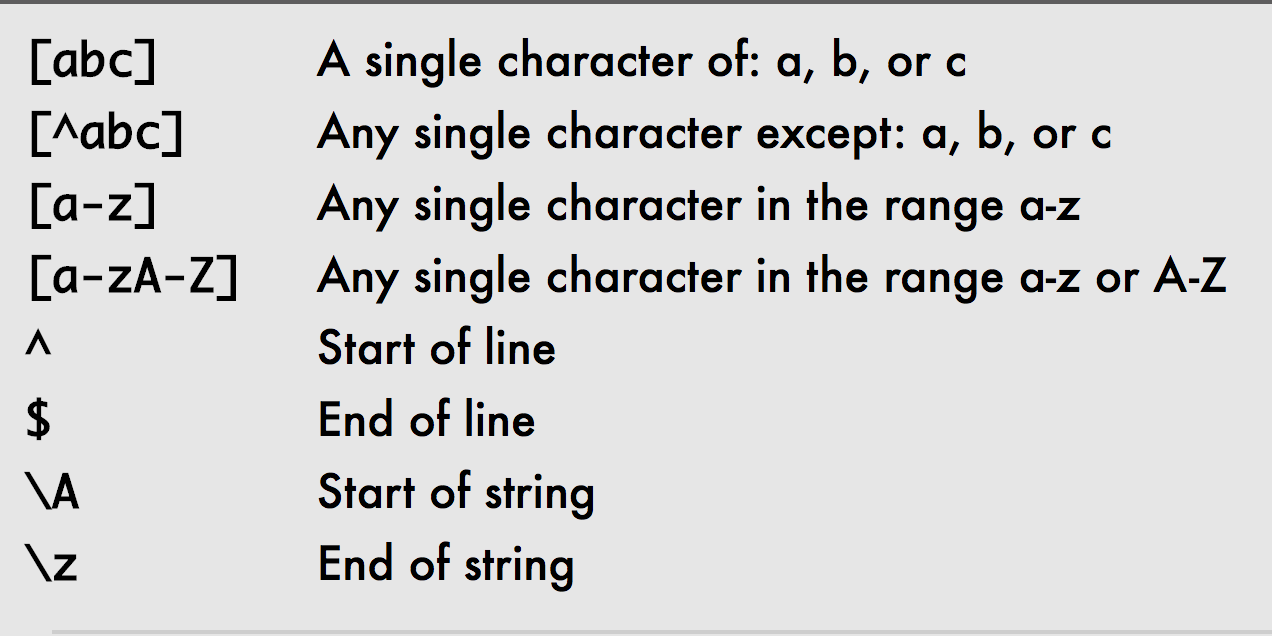 [abc] A single character of: a, b, or c
[^abc] Any single character except: a, b, or c
[a-z] Any single character in the range a-z
[a-zA-Z] Any single character in the range a-z or A-Z
^ Start of line
$ End of line
\A Start of string
\z End of string